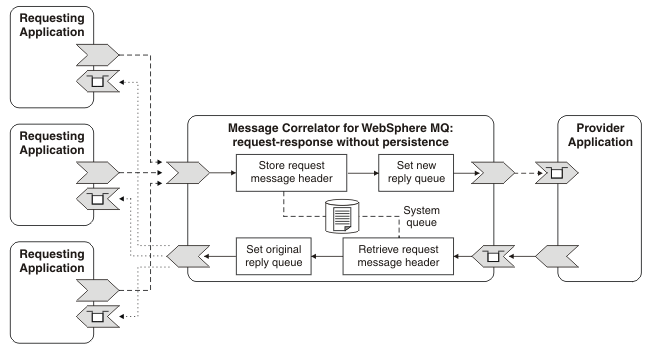 Requesting
Application
Requesting
Application
Requesting
Application
Message Correlator for WebSphere MQ:
request-response without persistence
Store request
message header
Set new
reply queue
System
queue
Set original
reply queue
Retrieve request
message header
Provider
Application